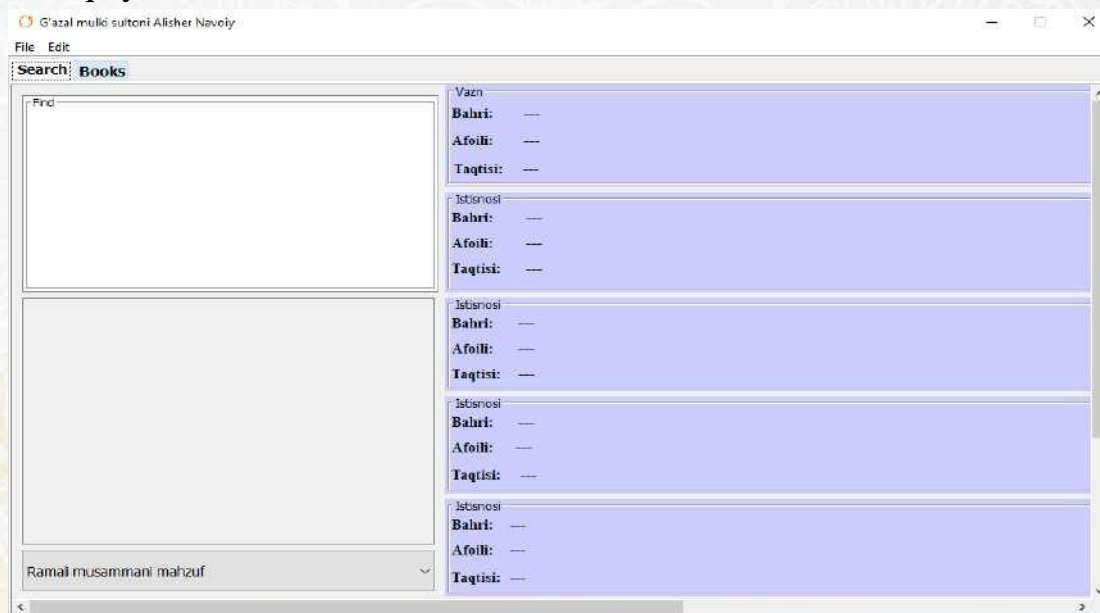 G'azal mulki sultoni Alisher Navoiy
File Edit
Search Books
Find
Ramali musammani mahzuf
Vazn
Bahri: ---
Afoili: ---
Taqtisi: ---
Istisnosi
Bahri: ---
Afoili: ---
Taqtisi: ---
Istisnosi
Bahri: ---
Afoili: ---
Taqtisi: ---
Istisnosi
Bahri: ---
Afoili: ---
Taqtisi: ---
Istisnosi
Bahri: ---
Afoili: ---
Taqtisi: ---